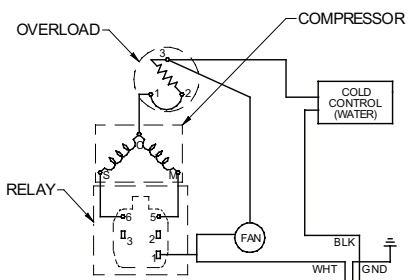 COMPRESSOR
OVERLOAD
3
1
2
COLD
CONTROL
(WATER)
C
S
M
RELAY
6
5
3
2
1
FAN
BLK
WHT
GND